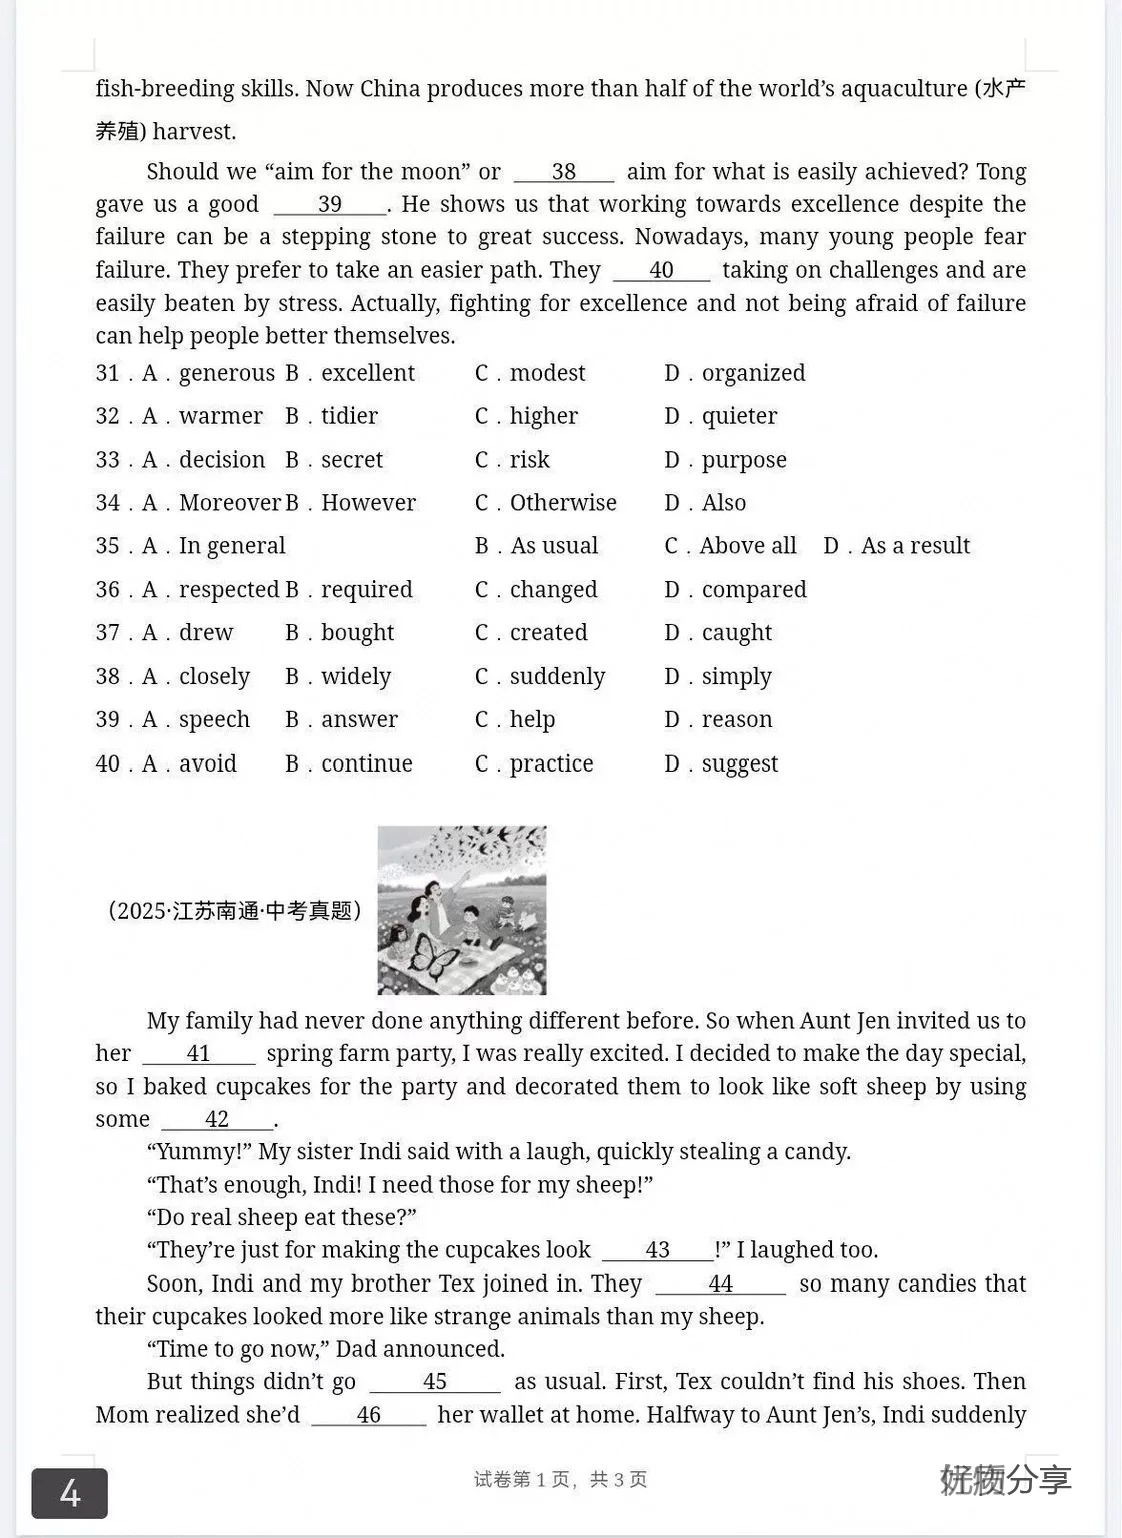 fish-breeding skills. Now China produces more than half of the world's aquaculture (水产
养殖) harvest.
Should we “aim for the moon” or 38 aim for what is easily achieved? Tong
gave us a good 39. He shows us that working towards excellence despite the
failure can be a stepping stone to great success. Nowadays, many young people fear
failure. They prefer to take an easier path. They 40 taking on challenges and are
easily beaten by stress. Actually, fighting for excellence and not being afraid of failure
can help people better themselves.
31．A．generous B．excellent C．modest D．organized
32．A．warmer B．tidier C．higher D．quieter
33．A．decision B．secret C．risk D．purpose
34．A．Moreover B．However C．Otherwise D．Also
35．A．In general B．As usual C．Above all D．As a result
36．A．respected B．required C．changed D．compared
37．A．drew B．bought C．created D．caught
38．A．closely B．widely C．suddenly D．simply
39．A．speech B．answer C．help D．reason
40．A．avoid B．continue C．practice D．suggest
（2025·江苏南通·中考真题）
My family had never done anything different before. So when Aunt Jen invited us to
her 41 spring farm party, I was really excited. I decided to make the day special,
so I baked cupcakes for the party and decorated them to look like soft sheep by using
some 42.
“Yummy!” My sister Indi said with a laugh, quickly stealing a candy.
“That's enough, Indi! I need those for my sheep!”
“Do real sheep eat these?”
“They're just for making the cupcakes look 43!” I laughed too.
Soon, Indi and my brother Tex joined in. They 44 so many candies that
their cupcakes looked more like strange animals than my sheep.
“Time to go now,” Dad announced.
But things didn't go 45 as usual. First, Tex couldn't find his shoes. Then
Mom realized she'd 46 her wallet at home. Halfway to Aunt Jen's, Indi suddenly
试卷第 1 页，共 3 页
4
分享